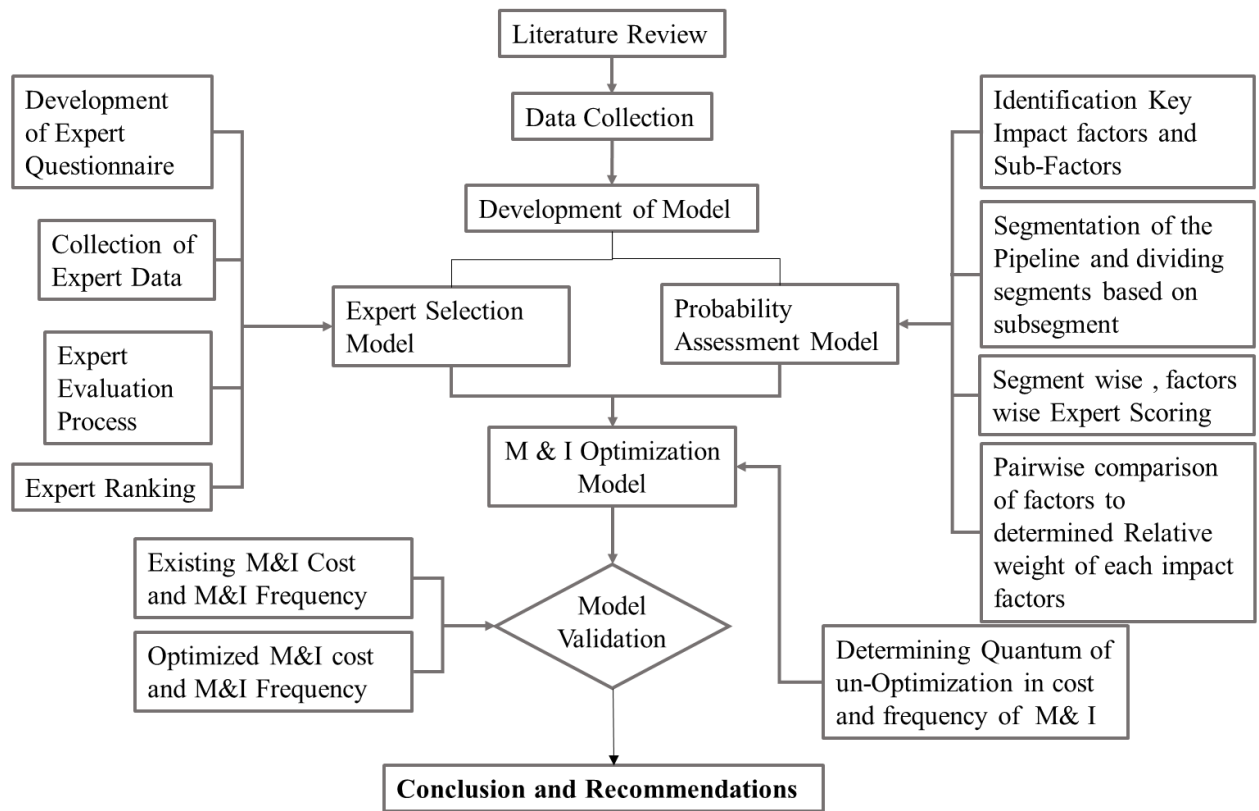 Literature Review
Data Collection
Development of Model
Development
of Expert
Questionnaire
Collection of
Expert Data
Expert
Evaluation
Process
Expert Ranking
Expert Selection
Model
Probability
Assessment Model
Identification Key
Impact factors and
Sub-Factors
Segmentation of the
Pipeline and dividing
segments based on
subsegment
Segment wise , factors
wise Expert Scoring
Pairwise comparison
of factors to
determined Relative
weight of each impact
factors
M & I Optimization
Model
Existing M&I Cost
and M&I Frequency
Optimized M&I cost
and M&I Frequency
Model
Validation
Determining Quantum of
un-Optimization in cost
and frequency of M& I
Conclusion and Recommendations